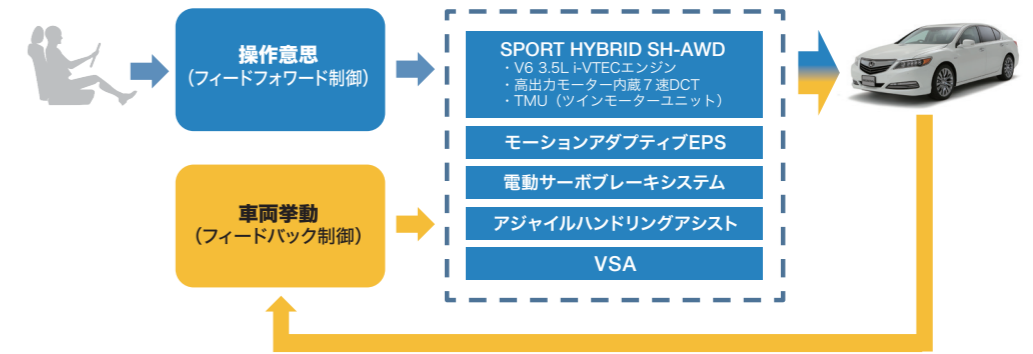 操作意思
（フィードフォワード制御）
SPORT HYBRID SH-AWD
・V6 3.5L i-VTECエンジン
・高出力モーター内蔵７速DCT
・TMU（ツインモーターユニット）
モーションアダプティブEPS
電動サーボブレーキシステム
アジャイルハンドリングアシスト
VSA
車両挙動
（フィードバック制御）